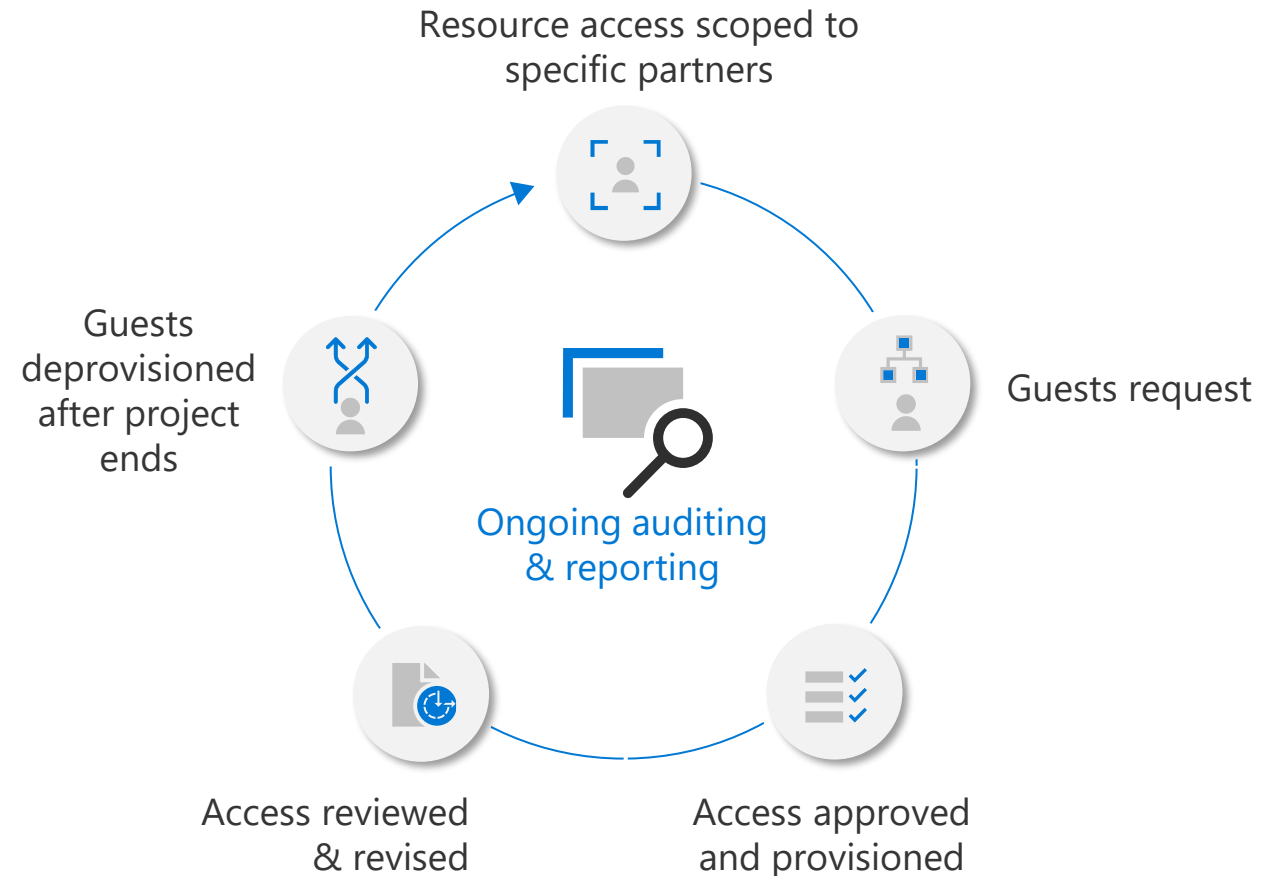 Resource access scoped to
specific partners
Guests request
Access approved
and provisioned
Access reviewed
& revised
Guests
deprovisioned
after project
ends
Ongoing auditing
& reporting